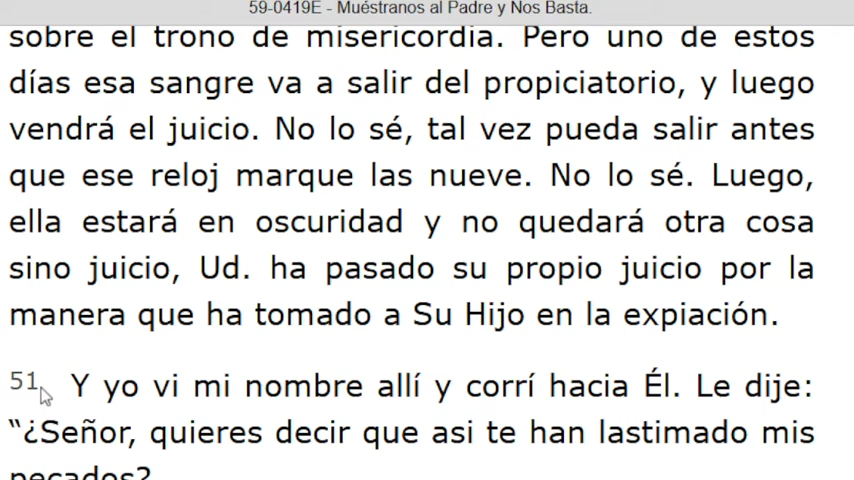 59-0419E - Muéstranos al Padre y Nos Basta.
sobre el trono de misericordia. Pero uno de estos
días esa sangre va a salir del propiciatorio, y luego
vendrá el juicio. No lo sé, tal vez pueda salir antes
que ese reloj marque las nueve. No lo sé. Luego,
ella estará en oscuridad y no quedará otra cosa
sino juicio, Ud. ha pasado su propio juicio por la
manera que ha tomado a Su Hijo en la expiación.
51 Y yo vi mi nombre allí y corrí hacia Él. Le dije:
“¿Señor, quieres decir que asi te han lastimado mis
pecados?